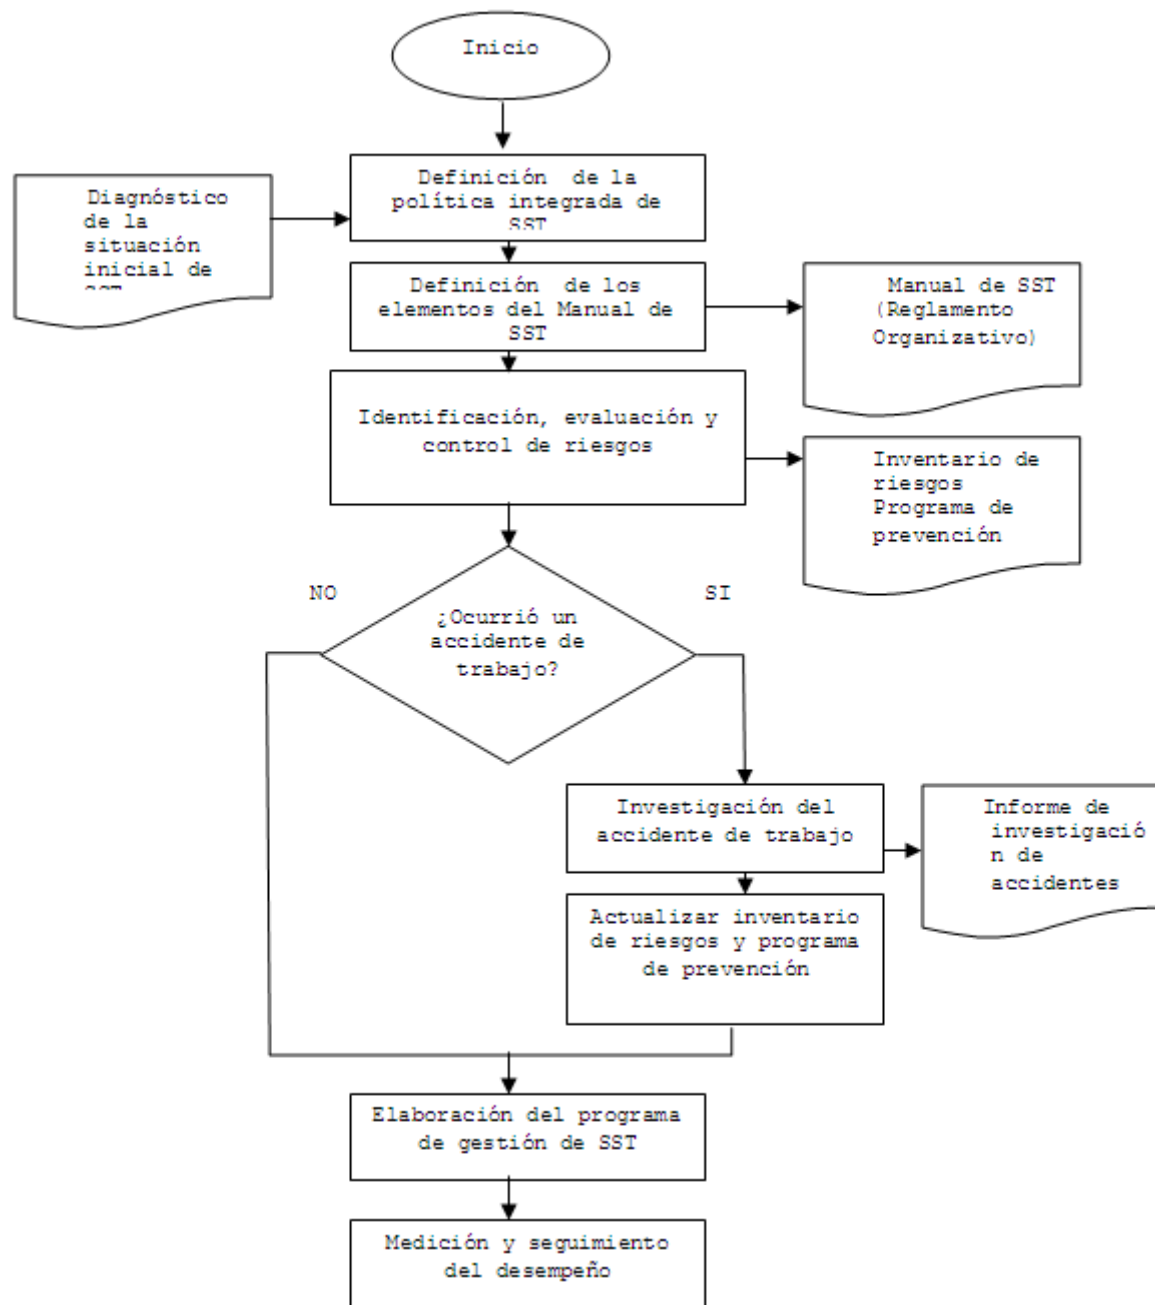 Inicio
Definición de la
política integrada de
SST
Diagnóstico
de la
situación
inicial de
Definición de los
elementos del Manual de
SST
Manual de SST
(Reglamento
Organizativo)
Identificación, evaluación y
control de riesgos
Inventario de
riesgos
Programa de
prevención
NO
SI
¿Ocurrió un
accidente de
trabajo?
Investigación del
accidente de trabajo
Informe de
investigació
n de
accidentes
Actualizar inventario
de riesgos y programa
de prevención
Elaboración del programa
de gestión de SST
Medición y seguimiento
del desempeño